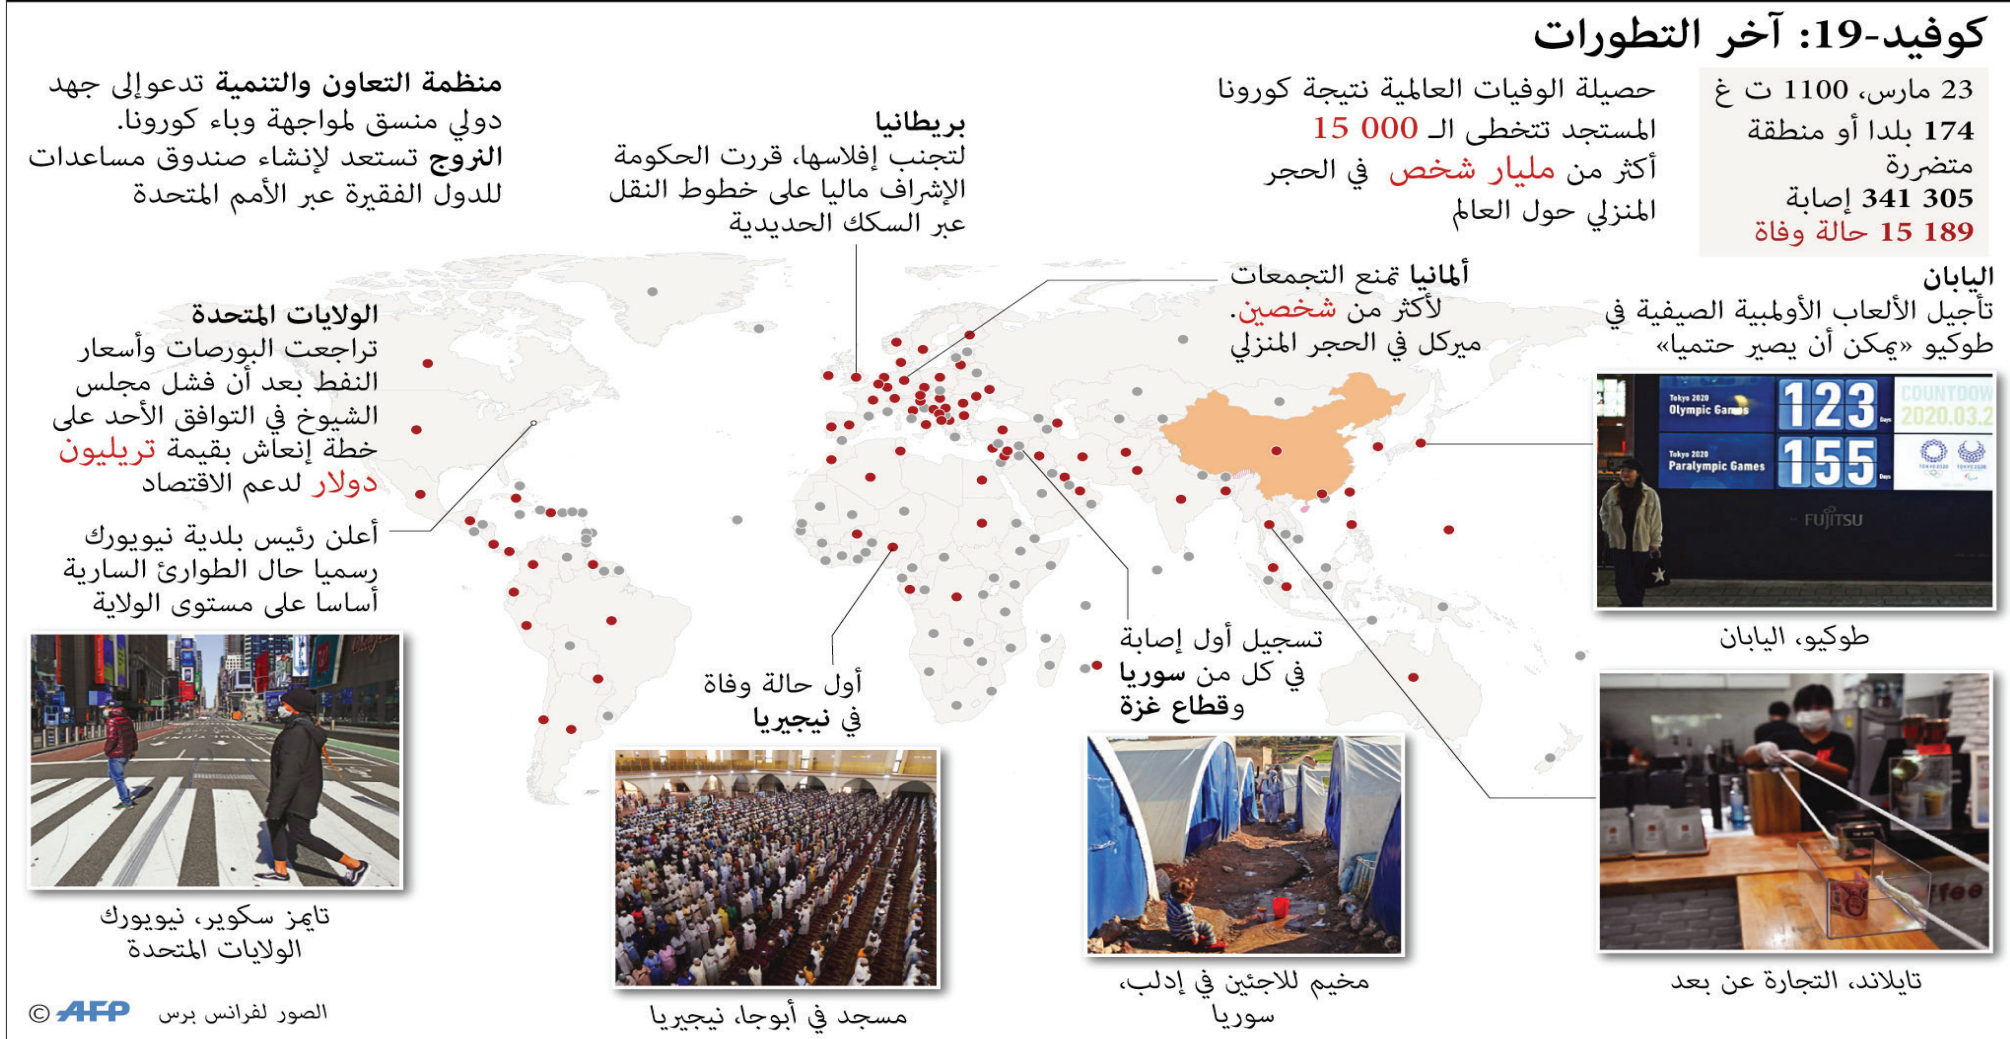 كوفيد-19: آخر التطورات
23 مارس، 1100 ت غ
174 بلدا أو منطقة
متضررة
341 305 إصابة
15 189 حالة وفاة
حصيلة الوفيات العالمية نتيجة كورونا
المستجد تتخطى الـ 000 15
أكثر من مليار شخص في الحجر
المنزلي حول العالم
بريطانيا
لتجنب إفلاسها، قررت الحكومة
الإشراف ماليا على خطوط النقل
عبر السكك الحديدية
منظمة التعاون والتنمية تدعوإلى جهد
دولي منسق لمواجهة وباء كورونا.
النروج تستعد لإنشاء صندوق مساعدات
للدول الفقيرة عبر الأمم المتحدة
اليابان
تأجيل الألعاب الأولمبية الصيفية في
طوكيو «يمكن أن يصير حتميا»
Tokyo 2020
Olympic Games
123
Days
COUNTDOW
2020.03.2
Tokyo 2020
Paralympic Games
155
Days
TOKYO 2020
TOKYO 2020
FUJITSU
طوكيو، اليابان
ألمانيا تمنع التجمعات
لأكثر من شخصين.
ميركل في الحجر المنزلي
الولايات المتحدة
تراجعت البورصات وأسعار
النفط بعد أن فشل مجلس
الشيوخ في التوافق الأحد على
خطة إنعاش بقيمة تريليون
دولار لدعم الاقتصاد
أعلن رئيس بلدية نيويورك
رسميا حال الطوارئ السارية
أساسا على مستوى الولاية
تايمز سكوير، نيويورك
الولايات المتحدة
أول حالة وفاة
في نيجيريا
مسجد في أبوجا، نيجيريا
تسجيل أول إصابة
في كل من سوريا
وقطاع غزة
مخيم للاجئين في إدلب،
سوريا
fee
تايلاند، التجارة عن بعد
الصور لفرانس برس AFP ©